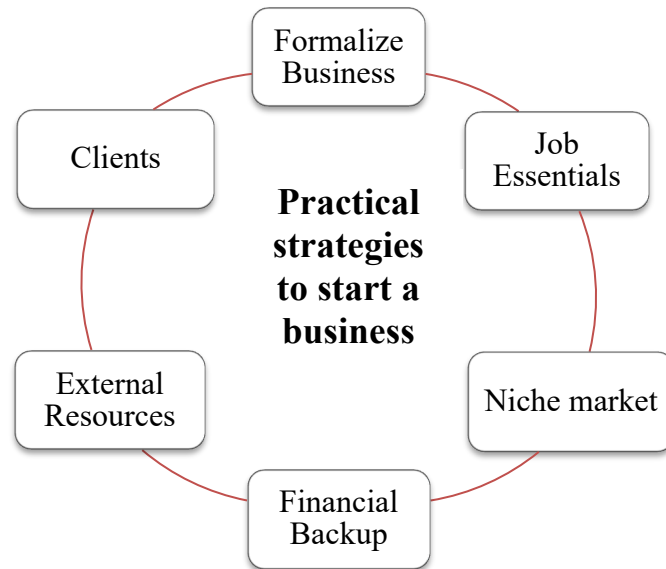 Formalize
Business
Job
Essentials
Niche market
Financial
Backup
External
Resources
Clients
Practical
strategies
to start a
business